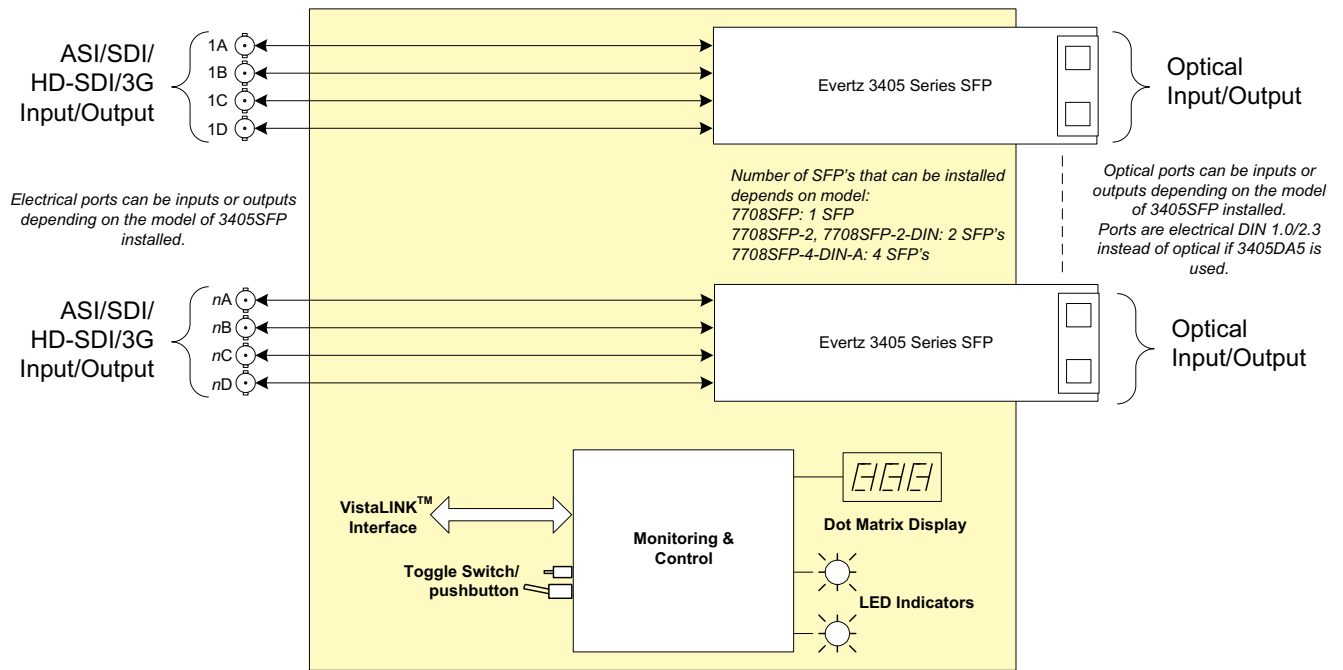 ASI/SDI/
HD-SDI/3G
Input/Output
1A
1B
1C
1D
Evertz 3405 Series SFP
Optical
Input/Output
Electrical ports can be inputs or outputs
depending on the model of 3405SFP
installed.
Number of SFP's that can be installed
depends on model:
7708SFP: 1 SFP
7708SFP-2, 7708SFP-2-DIN: 2 SFP's
7708SFP-4-DIN-A: 4 SFP's
Optical ports can be inputs or
outputs depending on the model
of 3405SFP installed.
Ports are electrical DIN 1.0/2.3
instead of optical if 3405DA5 is
used.
ASI/SDI/
HD-SDI/3G
Input/Output
nA
nB
nC
nD
Evertz 3405 Series SFP
Optical
Input/Output
VistaLINK™
Interface
Toggle Switch/
pushbutton
Monitoring &
Control
Dot Matrix Display
LED Indicators